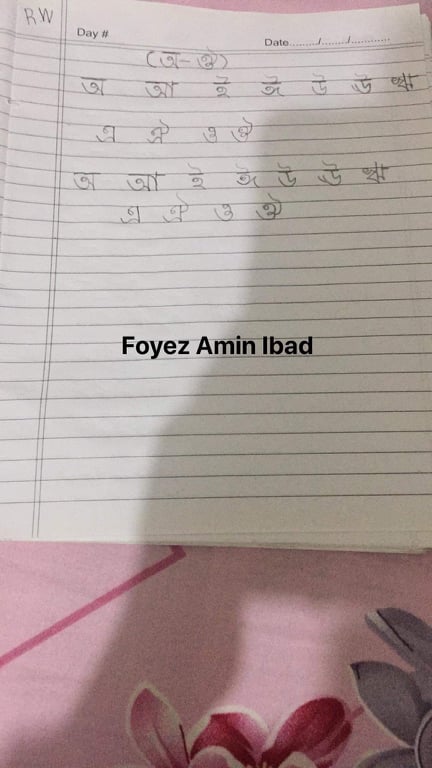 RW
Day #
Date........./......../............
(অ-ঔ)
অ আ ই ঈ উ ঊ ঋ
এ ঐ ও ঔ
অ আ ই ঈ উ ঊ ঋ
এ ঐ ও ঔ
Foyez Amin Ibad